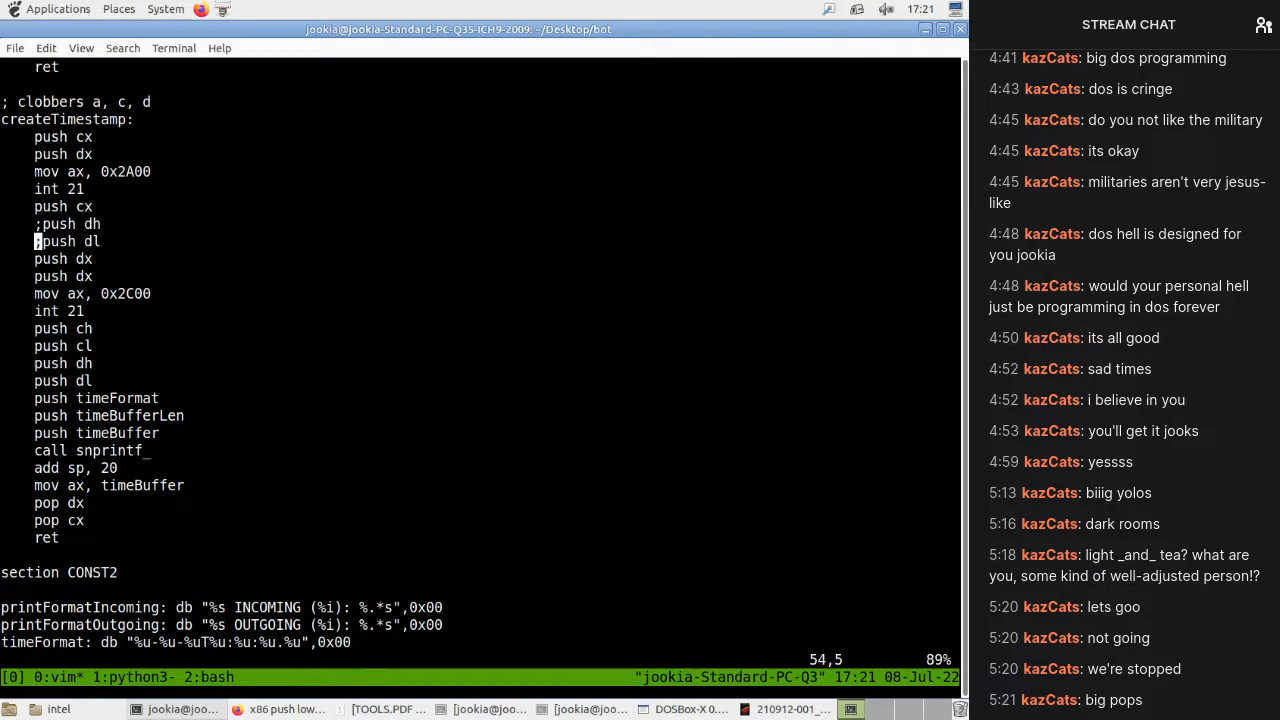 Applications Places System 17:21
jookia@jookia-Standard-PC-Q35-ICH9-2009: ~/Desktop/bot
File Edit View Search Terminal Help
ret
; clobbers a, c, d
createTimestamp:
push cx
push dx
mov ax, 0x2A00
int 21
push cx
;push dh
;push dl
push dx
push dx
mov ax, 0x2C00
int 21
push ch
push cl
push dh
push dl
push timeFormat
push timeBufferLen
push timeBuffer
call snprintf_
add sp, 20
mov ax, timeBuffer
pop dx
pop cx
ret
section CONST2
printFormatIncoming: db "%s INCOMING (%i): %.*s",0x00
printFormatOutgoing: db "%s OUTGOING (%i): %.*s",0x00
timeFormat: db "%u-%u-%uT%u:%u:%u.%u",0x00
54,5 89%
[0] 0:vim* 1:python3- 2:bash "jookia-Standard-PC-Q3" 17:21 08-Jul-22
intel jookia@joo... x86 push low... [TOOLS.PDF ... [jookia@joo... [jookia@joo... DOSBox-X 0.... 210912-001_...
STREAM CHAT
4:41 kazCats: big dos programming
4:43 kazCats: dos is cringe
4:45 kazCats: do you not like the military
4:45 kazCats: its okay
4:45 kazCats: militaries aren't very jesus-
like
4:48 kazCats: dos hell is designed for
you jookia
4:48 kazCats: would your personal hell
just be programming in dos forever
4:50 kazCats: its all good
4:52 kazCats: sad times
4:52 kazCats: i believe in you
4:53 kazCats: you'll get it jooks
4:59 kazCats: yessss
5:13 kazCats: biiig yolos
5:16 kazCats: dark rooms
5:18 kazCats: light _and_ tea? what are
you, some kind of well-adjusted person!?
5:20 kazCats: lets goo
5:20 kazCats: not going
5:20 kazCats: we're stopped
5:21 kazCats: big pops